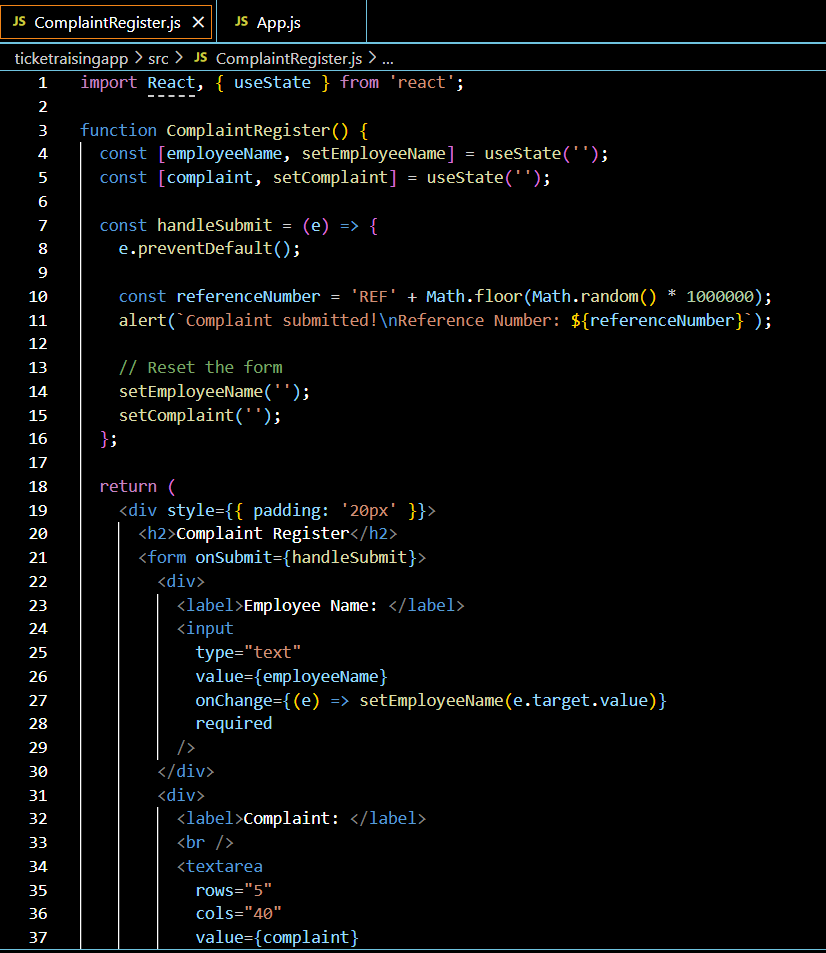 JS ComplaintRegister.js × JS App.js
ticketraisingapp > src > JS ComplaintRegister.js > ...
1 import React, { useState } from 'react';
2
3 function ComplaintRegister() {
4 const [employeeName, setEmployeeName] = useState('');
5 const [complaint, setComplaint] = useState('');
6
7 const handleSubmit = (e) => {
8 e.preventDefault();
9
10 const referenceNumber = 'REF' + Math.floor(Math.random() * 1000000);
11 alert(`Complaint submitted!\nReference Number: ${referenceNumber}`);
12
13 // Reset the form
14 setEmployeeName('');
15 setComplaint('');
16 };
17
18 return (
19 <div style={{ padding: '20px' }}>
20 <h2>Complaint Register</h2>
21 <form onSubmit={handleSubmit}>
22 <div>
23 <label>Employee Name: </label>
24 <input
25 type="text"
26 value={employeeName}
27 onChange={(e) => setEmployeeName(e.target.value)}
28 required
29 />
30 </div>
31 <div>
32 <label>Complaint: </label>
33 <br />
34 <textarea
35 rows="5"
36 cols="40"
37 value={complaint}